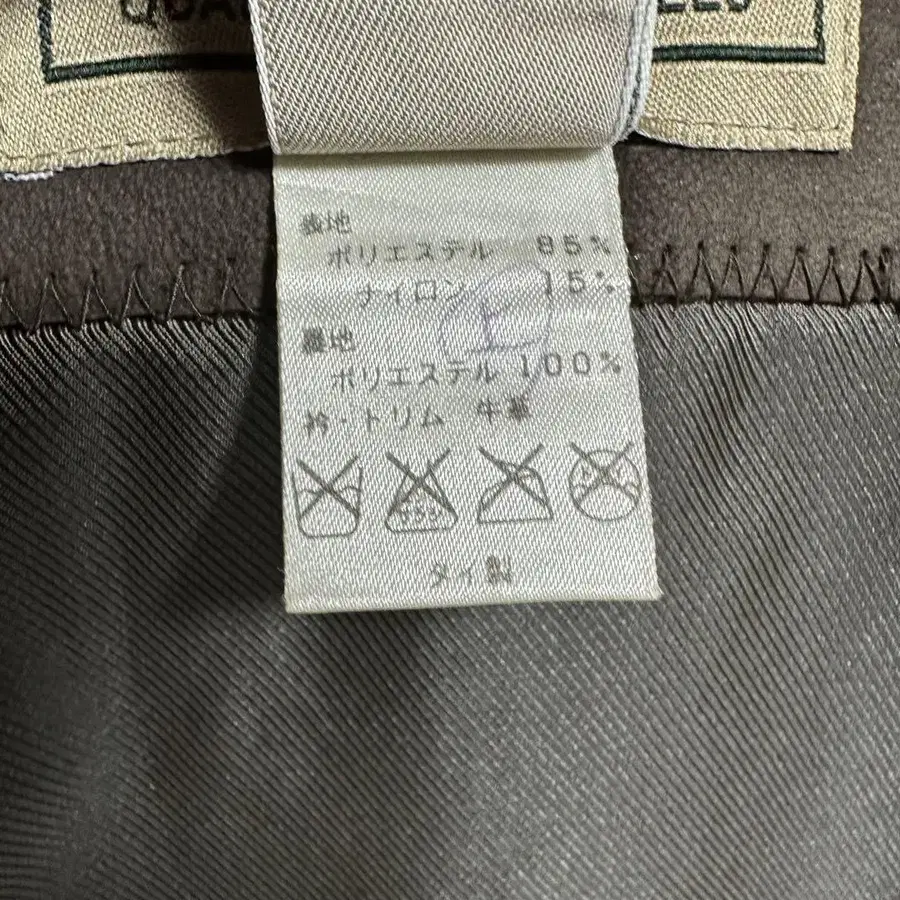 表地
ポリエステル 85%
ナイロン 15%
裏地
ポリエステル 100%
衿・トリム 牛革
タイ製